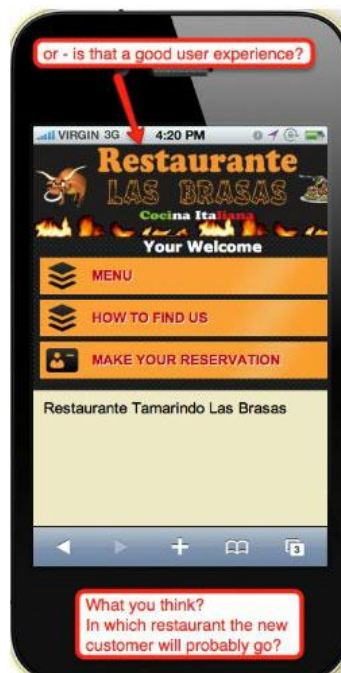 or - is that a good user experience?
VIRGIN 3G 4:20 PM
Restaurante
LAS BRASAS
Cocina Italiana
Your Welcome
MENU
HOW TO FIND US
MAKE YOUR RESERVATION
Restaurante Tamarindo Las Brasas
3
What you think?
In which restaurant the new
customer will probably go?